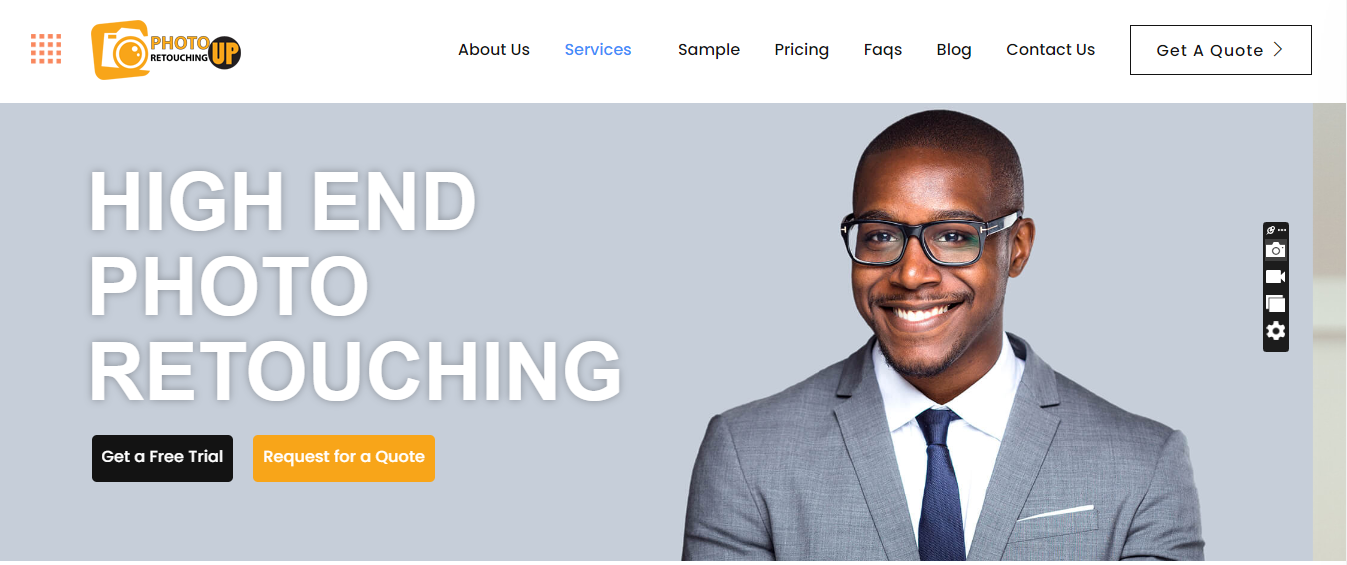 PHOTO
RETOUCHING
UP
About Us
Services
Sample
Pricing
Faqs
Blog
Contact Us
Get A Quote
HIGH END
PHOTO
RETOUCHING
Get a Free Trial
Request for a Quote